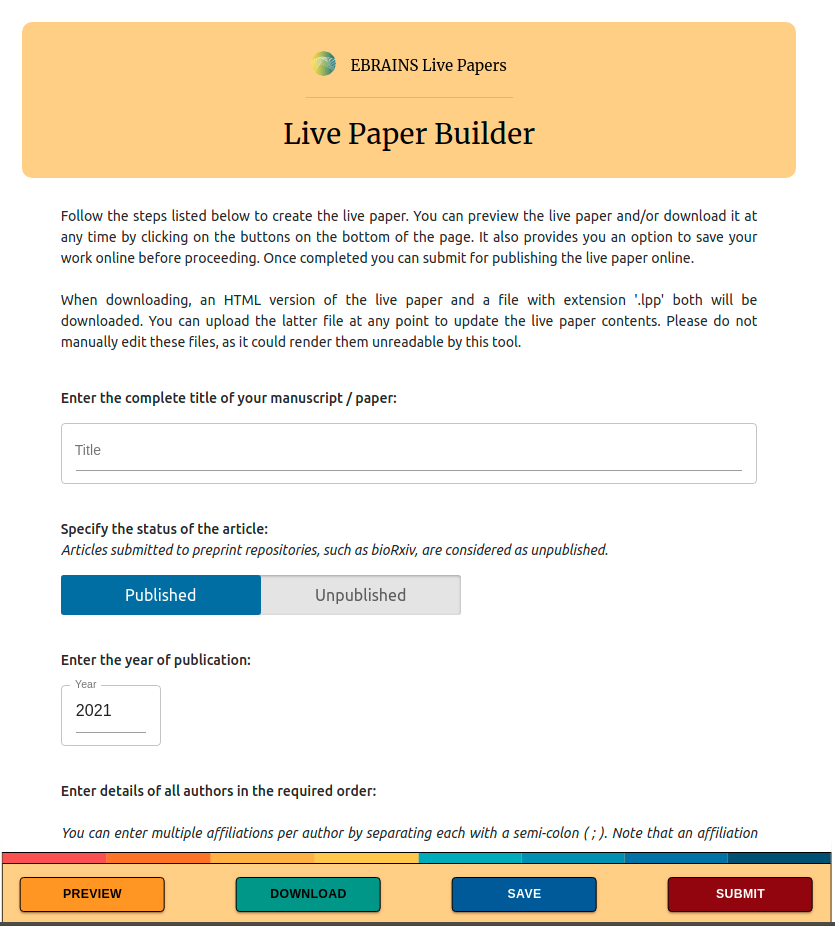 EBRAINS Live Papers
Live Paper Builder
Follow the steps listed below to create the live paper. You can preview the live paper and/or download it at
any time by clicking on the buttons on the bottom of the page. It also provides you an option to save your
work online before proceeding. Once completed you can submit for publishing the live paper online.
When downloading, an HTML version of the live paper and a file with extension '.lpp' both will be
downloaded. You can upload the latter file at any point to update the live paper contents. Please do not
manually edit these files, as it could render them unreadable by this tool.
Enter the complete title of your manuscript / paper:
Title
Specify the status of the article:
Articles submitted to preprint repositories, such as bioRxiv, are considered as unpublished.
Published Unpublished
Enter the year of publication:
Year
2021
Enter details of all authors in the required order:
You can enter multiple affiliations per author by separating each with a semi-colon ( ; ). Note that an affiliation
PREVIEW DOWNLOAD SAVE SUBMIT